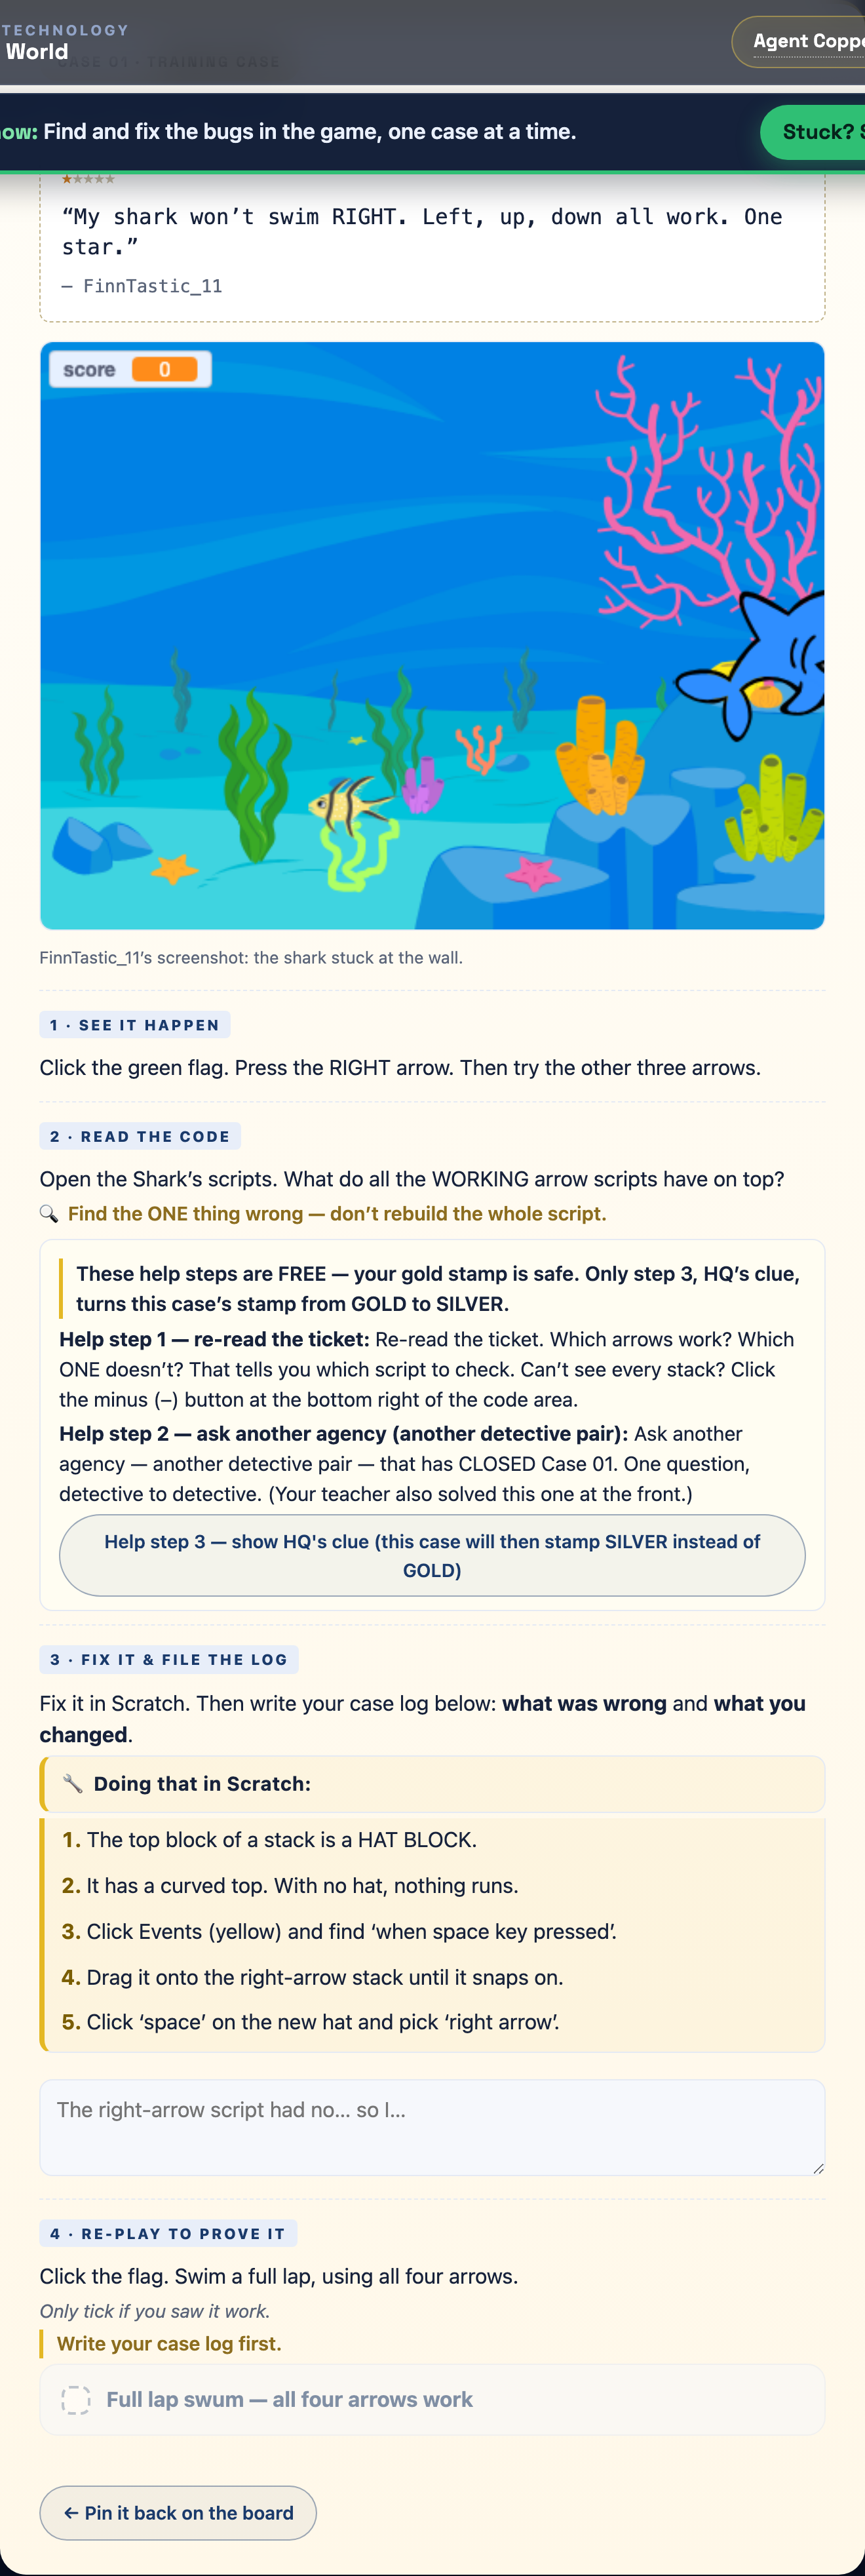 TECHNOLOGY
World
CASE 01 · TRAINING CASE
Agent Coppe
ow: Find and fix the bugs in the game, one case at a time.
Stuck? S
★★★★★
“My shark won’t swim RIGHT. Left, up, down all work. One
star.”
— FinnTastic_11
score 0
FinnTastic_11’s screenshot: the shark stuck at the wall.
1 · SEE IT HAPPEN
Click the green flag. Press the RIGHT arrow. Then try the other three arrows.
2 · READ THE CODE
Open the Shark’s scripts. What do all the WORKING arrow scripts have on top?
🔍 Find the ONE thing wrong — don’t rebuild the whole script.
These help steps are FREE — your gold stamp is safe. Only step 3, HQ’s clue,
turns this case’s stamp from GOLD to SILVER.
Help step 1 — re-read the ticket: Re-read the ticket. Which arrows work? Which
ONE doesn’t? That tells you which script to check. Can’t see every stack? Click
the minus (–) button at the bottom right of the code area.
Help step 2 — ask another agency (another detective pair): Ask another
agency — another detective pair — that has CLOSED Case 01. One question,
detective to detective. (Your teacher also solved this one at the front.)
Help step 3 — show HQ's clue (this case will then stamp SILVER instead of
GOLD)
3 · FIX IT & FILE THE LOG
Fix it in Scratch. Then write your case log below: what was wrong and what you
changed.
🔧 Doing that in Scratch:
1. The top block of a stack is a HAT BLOCK.
2. It has a curved top. With no hat, nothing runs.
3. Click Events (yellow) and find ‘when space key pressed’.
4. Drag it onto the right-arrow stack until it snaps on.
5. Click ‘space’ on the new hat and pick ‘right arrow’.
The right-arrow script had no… so I…
4 · RE-PLAY TO PROVE IT
Click the flag. Swim a full lap, using all four arrows.
Only tick if you saw it work.
Write your case log first.
Full lap swum — all four arrows work
← Pin it back on the board